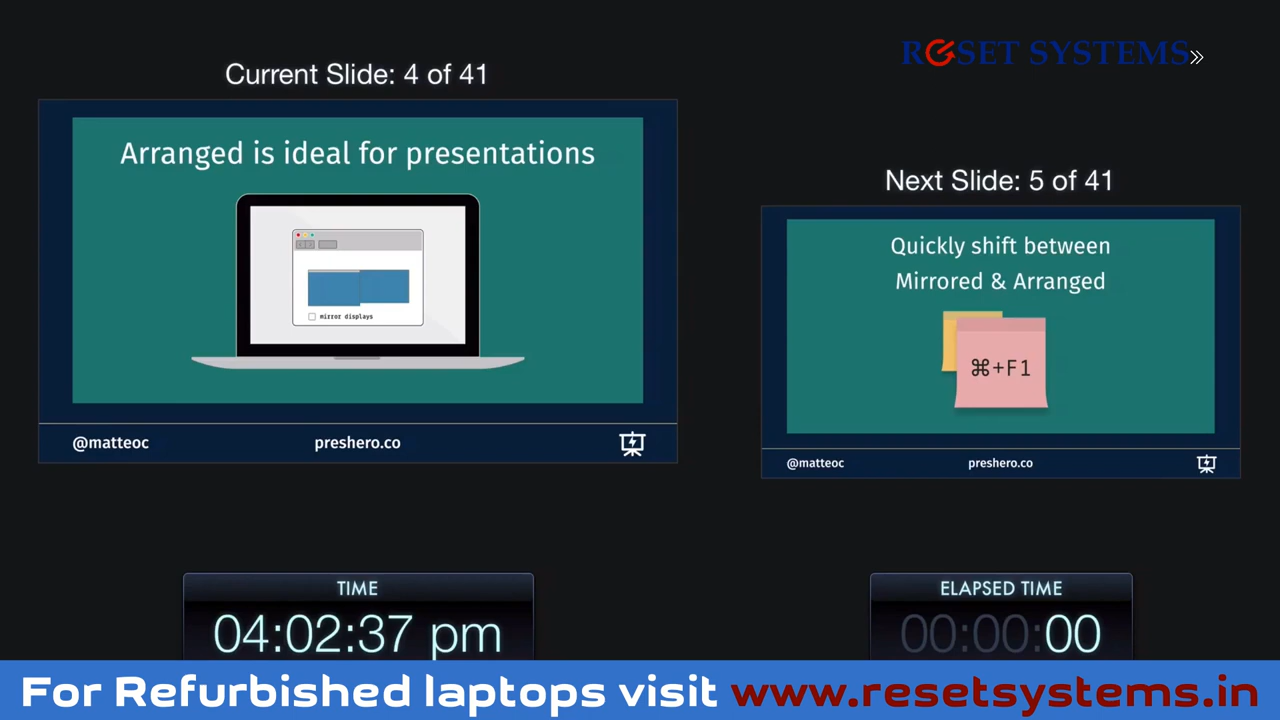 RESET SYSTEMS
Current Slide: 4 of 41
Arranged is ideal for presentations
mirror displays
@matteoc
preshero.co
Next Slide: 5 of 41
Quickly shift between
Mirrored & Arranged
⌘+F1
@matteoc
preshero.co
TIME
04:02:37 pm
ELAPSED TIME
00:00:00
For Refurbished laptops visit www.resetsystems.in